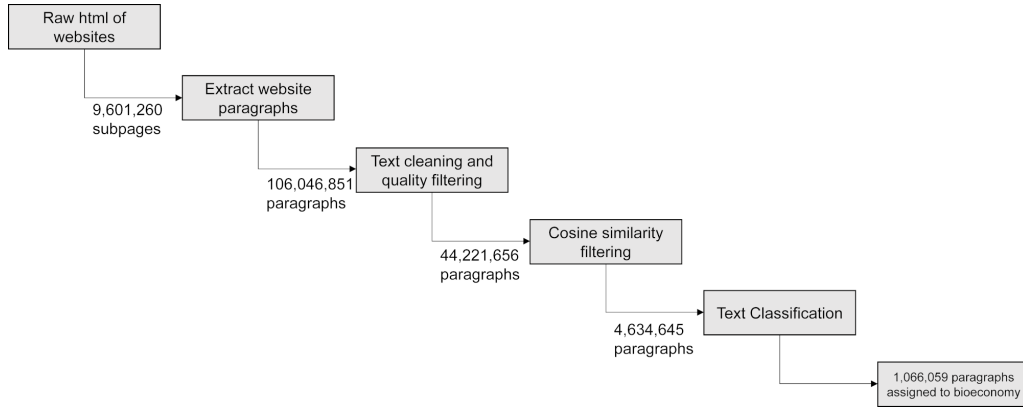 Raw html of
websites
9,601,260
subpages
Extract website
paragraphs
106,046,851
paragraphs
Text cleaning and
quality filtering
44,221,656
paragraphs
Cosine similarity
filtering
4,634,645
paragraphs
Text Classification
1,066,059 paragraphs
assigned to bioeconomy